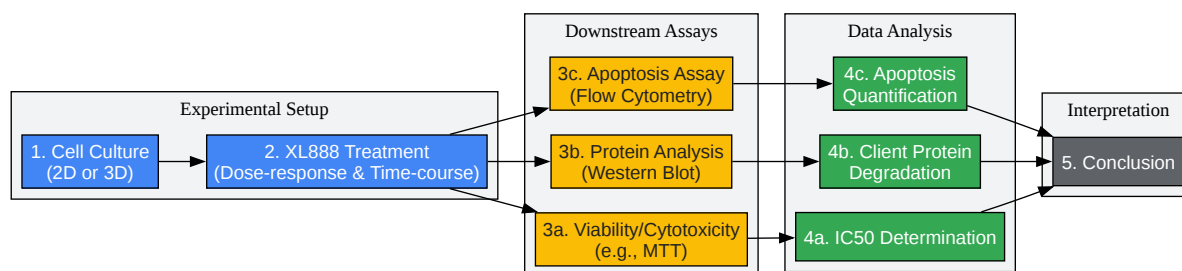 Experimental Setup
1. Cell Culture
(2D or 3D)
2. XL888 Treatment
(Dose-response & Time-course)
Downstream Assays
3c. Apoptosis Assay
(Flow Cytometry)
3b. Protein Analysis
(Western Blot)
3a. Viability/Cytotoxicity
(e.g., MTT)
Data Analysis
4c. Apoptosis
Quantification
4b. Client Protein
Degradation
4a. IC50 Determination
Interpretation
5. Conclusion